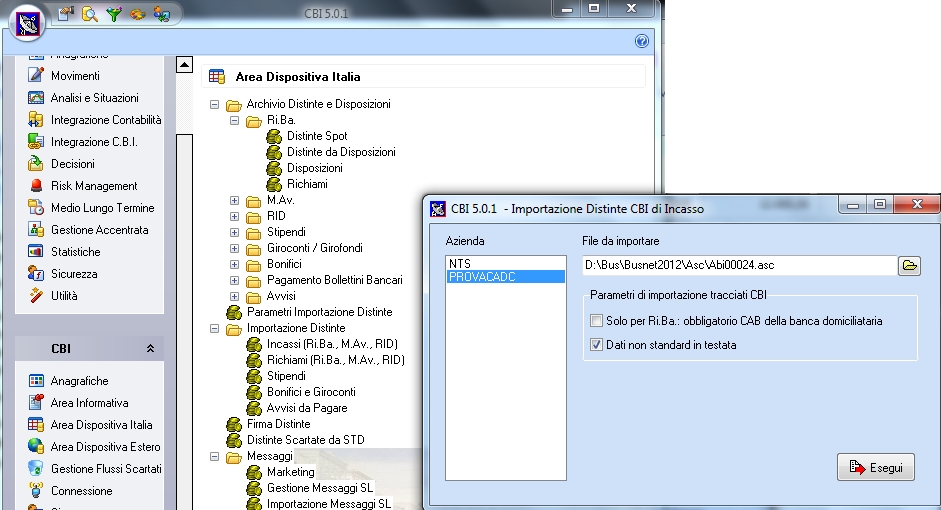 CBI 5.0.1
Anagrafiche
Movimenti
Analisi e Situazioni
Integrazione Contabilità
Integrazione C.B.I.
Decisioni
Risk Management
Medio Lungo Termine
Gestione Accentrata
Statistiche
Sicurezza
Utilità
CBI
Anagrafiche
Area Informativa
Area Dispositiva Italia
Area Dispositiva Estero
Gestione Flussi Scartati
Connessione
Area Dispositiva Italia
Archivio Distinte e Disposizioni
Ri.Ba.
Distinte Spot
Distinte da Disposizioni
Disposizioni
Richiami
M.Av.
RID
Stipendi
Giroconti / Girofondi
Bonifici
Pagamento Bollettini Bancari
Avvisi
Parametri Importazione Distinte
Importazione Distinte
Incassi (Ri.Ba., M.Av., RID)
Richiami (Ri.Ba., M.Av., RID)
Stipendi
Bonifici e Giroconti
Avvisi da Pagare
Firma Distinte
Distinte Scartate da STD
Messaggi
Marketing
Gestione Messaggi SL
Importazione Messaggi SL
CBI 5.0.1 - Importazione Distinte CBI di Incasso
Azienda
NTS
PROVACADC
File da importare
D:\Bus\Busnet2012\Asc\Abi00024.asc
Parametri di importazione tracciati CBI
Solo per Ri.Ba.: obbligatorio CAB della banca domiciliataria
Dati non standard in testata
Esegui